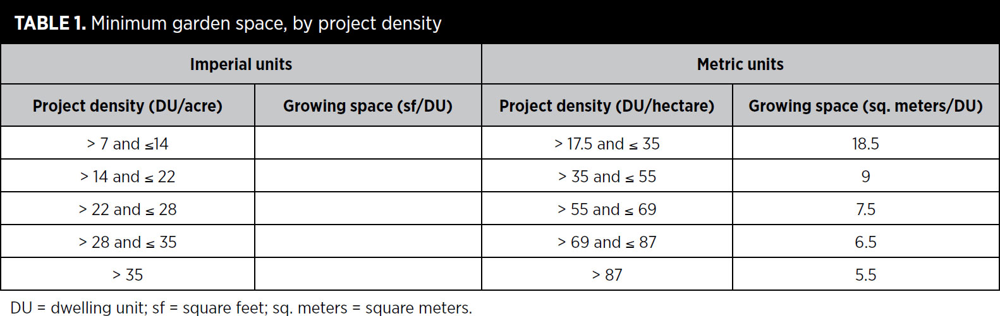 TABLE 1. Minimum garden space, by project density
Imperial units Metric units
Project density (DU/acre) Growing space (sf/DU) Project density (DU/hectare) Growing space (sq. meters/DU)
> 7 and ≤14 > 17.5 and ≤ 35 18.5
> 14 and ≤ 22 > 35 and ≤ 55 9
> 22 and ≤ 28 > 55 and ≤ 69 7.5
> 28 and ≤ 35 > 69 and ≤ 87 6.5
> 35 > 87 5.5
DU = dwelling unit; sf = square feet; sq. meters = square meters.